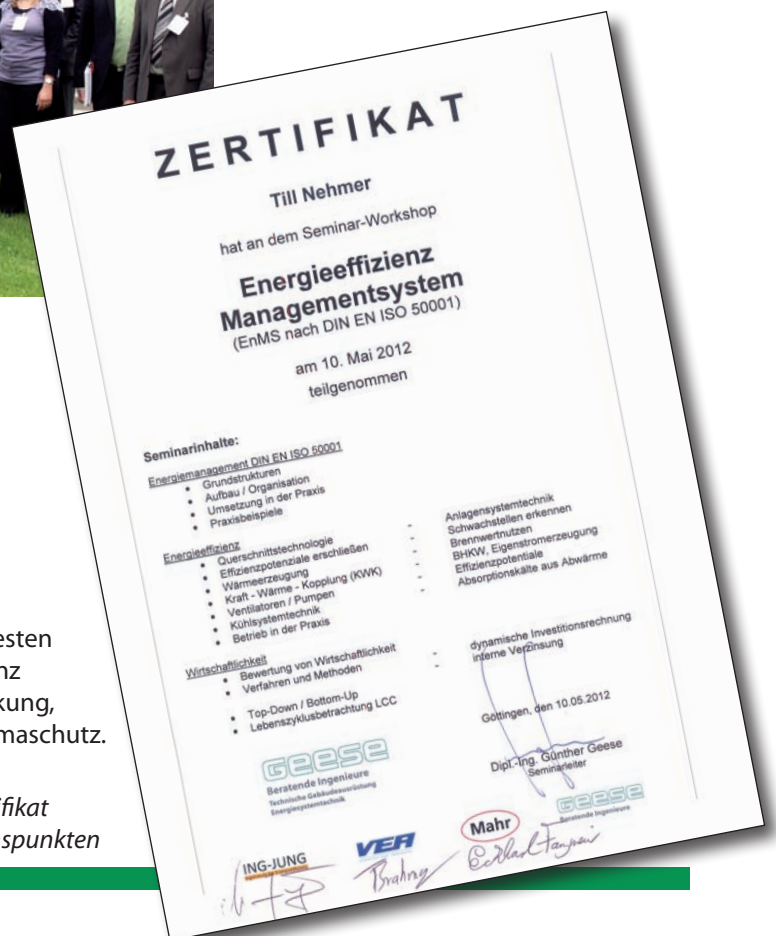 ZERTIFIKAT
Till Nehmer
hat an dem Seminar-Workshop
Energieeffizienz
Managementsystem
(EnMS nach DIN EN ISO 50001)
am 10. Mai 2012
teilgenommen
Seminarinhalte:
Energiemanagement DIN EN ISO 50001
• Grundstrukturen
• Aufbau / Organisation
• Umsetzung in der Praxis
• Praxisbeispiele
Energieeffizienz
• Querschnittstechnologie - Anlagensystemtechnik
• Effizienzpotenziale erschließen - Schwachstellen erkennen
• Wärmeerzeugung - Brennwertnutzen
• Kraft - Wärme - Kopplung (KWK) - BHKW, Eigenstromerzeugung
• Ventilatoren / Pumpen - Effizienzpotentiale
• Kühlsystemtechnik - Absorptionskälte aus Abwärme
• Betrieb in der Praxis
Wirtschaftlichkeit
• Bewertung von Wirtschaftlichkeit - dynamische Investitionsrechnung
• Verfahren und Methoden - interne Verzinsung
• Top-Down / Bottom-Up
• Lebenszyklusbetrachtung LCC
Göttingen, den 10.05.2012
Dipl.-Ing. Günther Geese
Seminarleiter
Geese
Beratende Ingenieure
Technische Gebäudeausrüstung
Energiesystemtechnik
ING-JUNG
VEA
Mahr
Geese
Beratende Ingenieure
esten
nz
kung,
maschutz.
ifikat
nspunkten